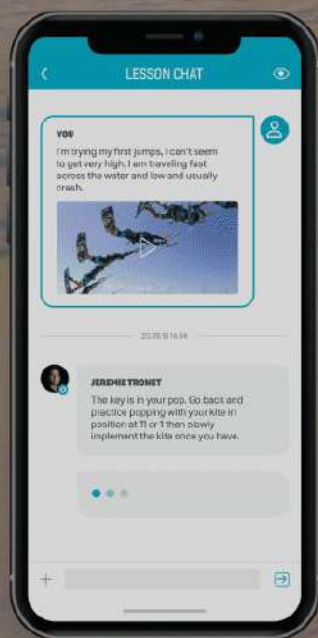 LESSON CHAT
YOU
I'm trying my first jumps, I can't seem
to get very high. I am traveling fast
across the water and low and usually
crash.
JEREMIE TRONET
The key is in your pop. Go back and
practice popping with your kite in
position at 11 or 1 then slowly
implement the kite once you have.